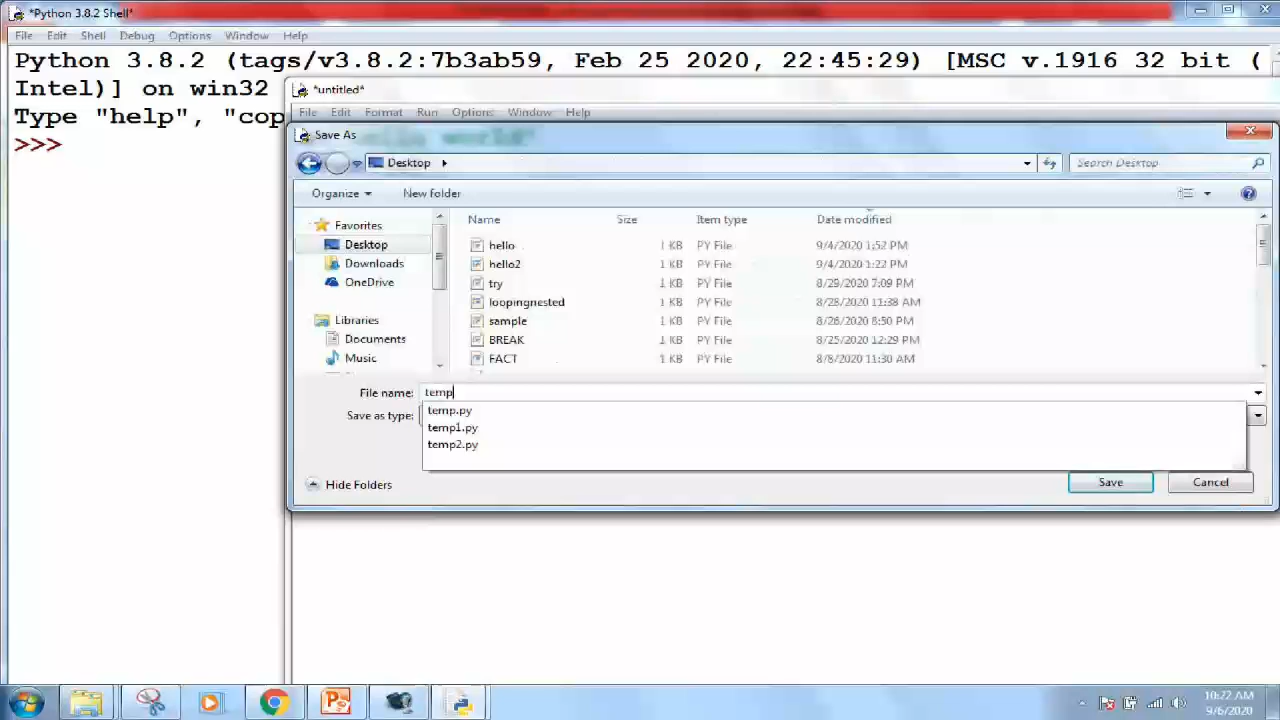 *Python 3.8.2 Shell*
File Edit Shell Debug Options Window Help
Python 3.8.2 (tags/v3.8.2:7b3ab59, Feb 25 2020, 22:45:29) [MSC v.1916 32 bit (
Intel)] on win32
Type "help", "cop
>>>
*untitled*
File Edit Format Run Options Window Help
world"
Save As
Desktop
Search Desktop
Organize New folder
Favorites
Desktop
Downloads
OneDrive
Libraries
Documents
Music
Name Size Item type Date modified
hello 1 KB PY File 9/4/2020 1:52 PM
hello2 1 KB PY File 9/4/2020 1:22 PM
try 1 KB PY File 8/29/2020 7:09 PM
loopingnested 1 KB PY File 8/28/2020 11:38 AM
sample 1 KB PY File 8/26/2020 8:50 PM
BREAK 1 KB PY File 8/25/2020 12:29 PM
FACT 1 KB PY File 8/8/2020 11:30 AM
File name: temp
Save as type:
temp.py
temp1.py
temp2.py
Hide Folders
Save Cancel
10:22 AM
9/6/2020